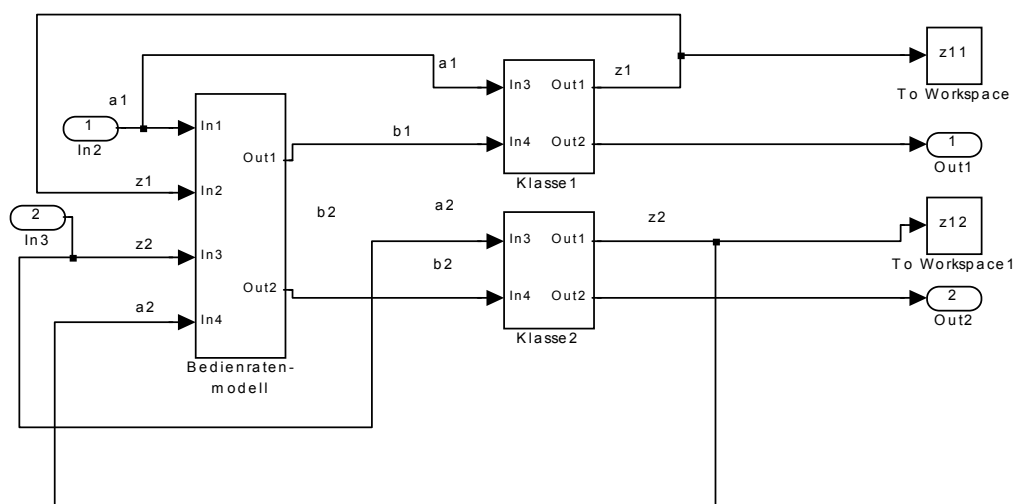 z1
z11
To Workspace
a1
a1
In3
Out1
1
In2
In1
b1
In4
Out2
1
Out1
Out1
Klasse1
z1
In2
2
In3
b2
a2
z2
z12
To Workspace1
z2
In3
In3
Out1
b2
Out2
In4
Out2
2
Out2
a2
In4
Klasse2
Bedienraten-
modell